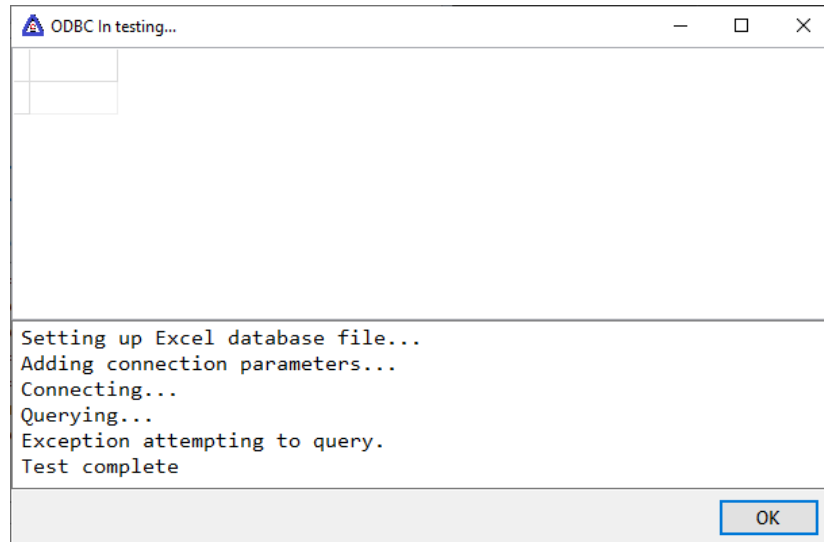 ODBC In testing...
Setting up Excel database file...
Adding connection parameters...
Connecting...
Querying...
Exception attempting to query.
Test complete
OK